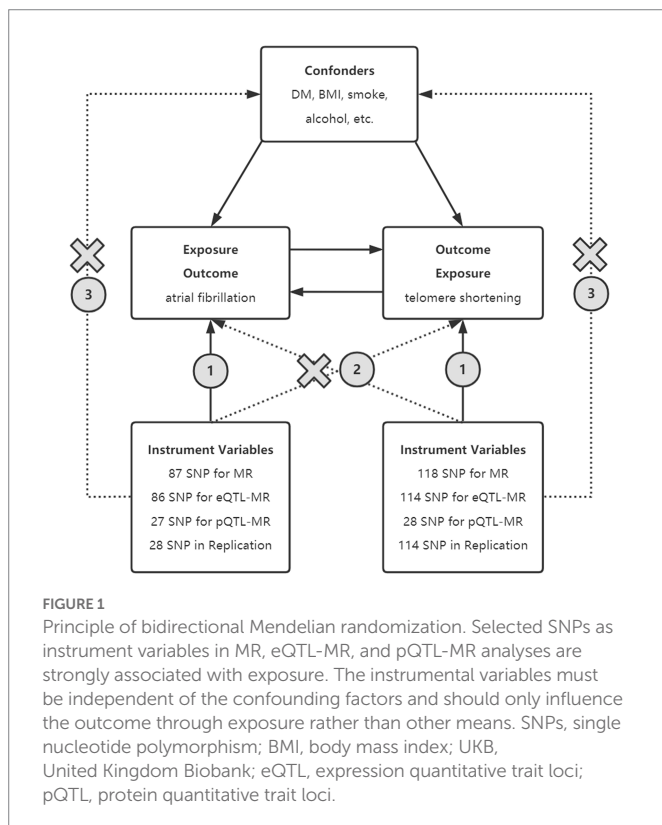 Confonders
DM, BMI, smoke,
alcohol, etc.
Exposure
Outcome
atrial fibrillation
Outcome
Exposure
telomere shortening
3
3
1
2
1
Instrument Variables
87 SNP for MR
86 SNP for eQTL-MR
27 SNP for pQTL-MR
28 SNP in Replication
Instrument Variables
118 SNP for MR
114 SNP for eQTL-MR
28 SNP for pQTL-MR
114 SNP in Replication
FIGURE 1
Principle of bidirectional Mendelian randomization. Selected SNPs as
instrument variables in MR, eQTL-MR, and pQTL-MR analyses are
strongly associated with exposure. The instrumental variables must
be independent of the confounding factors and should only influence
the outcome through exposure rather than other means. SNPs, single
nucleotide polymorphism; BMI, body mass index; UKB,
United Kingdom Biobank; eQTL, expression quantitative trait loci;
pQTL, protein quantitative trait loci.